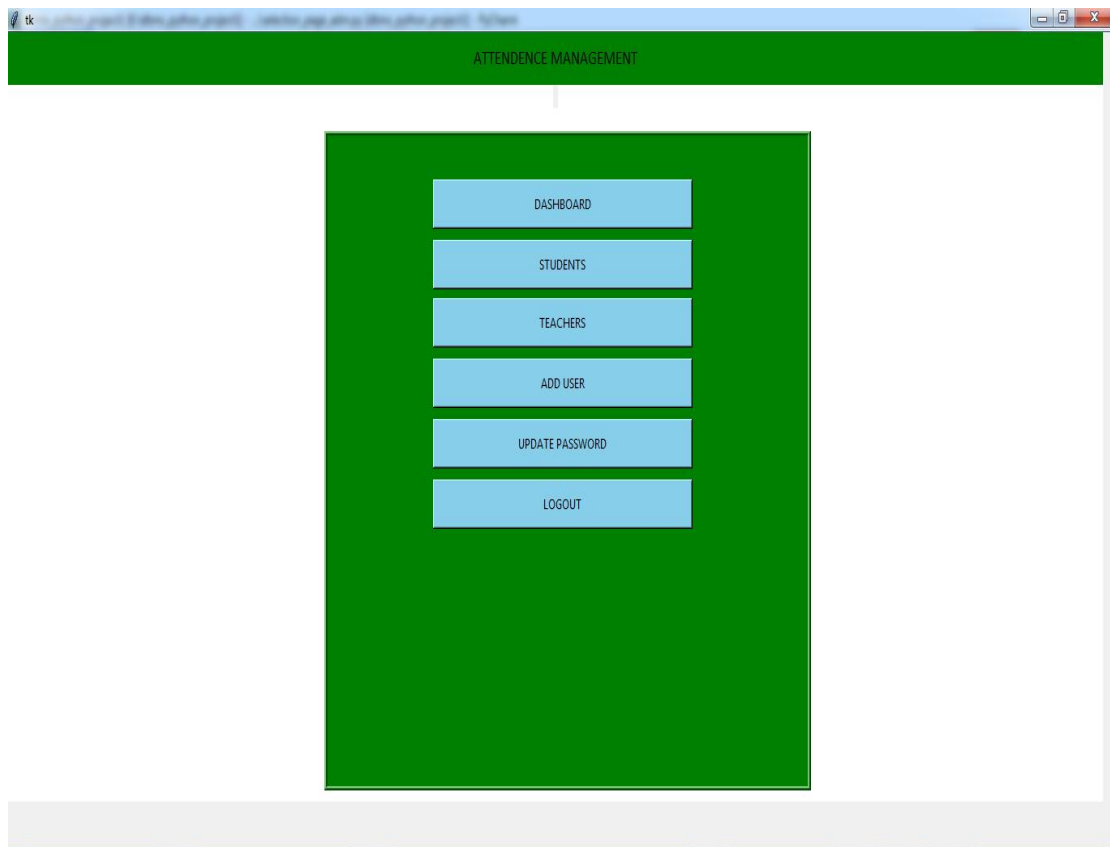 tk
ATTENDENCE MANAGEMENT
DASHBOARD
STUDENTS
TEACHERS
ADD USER
UPDATE PASSWORD
LOGOUT